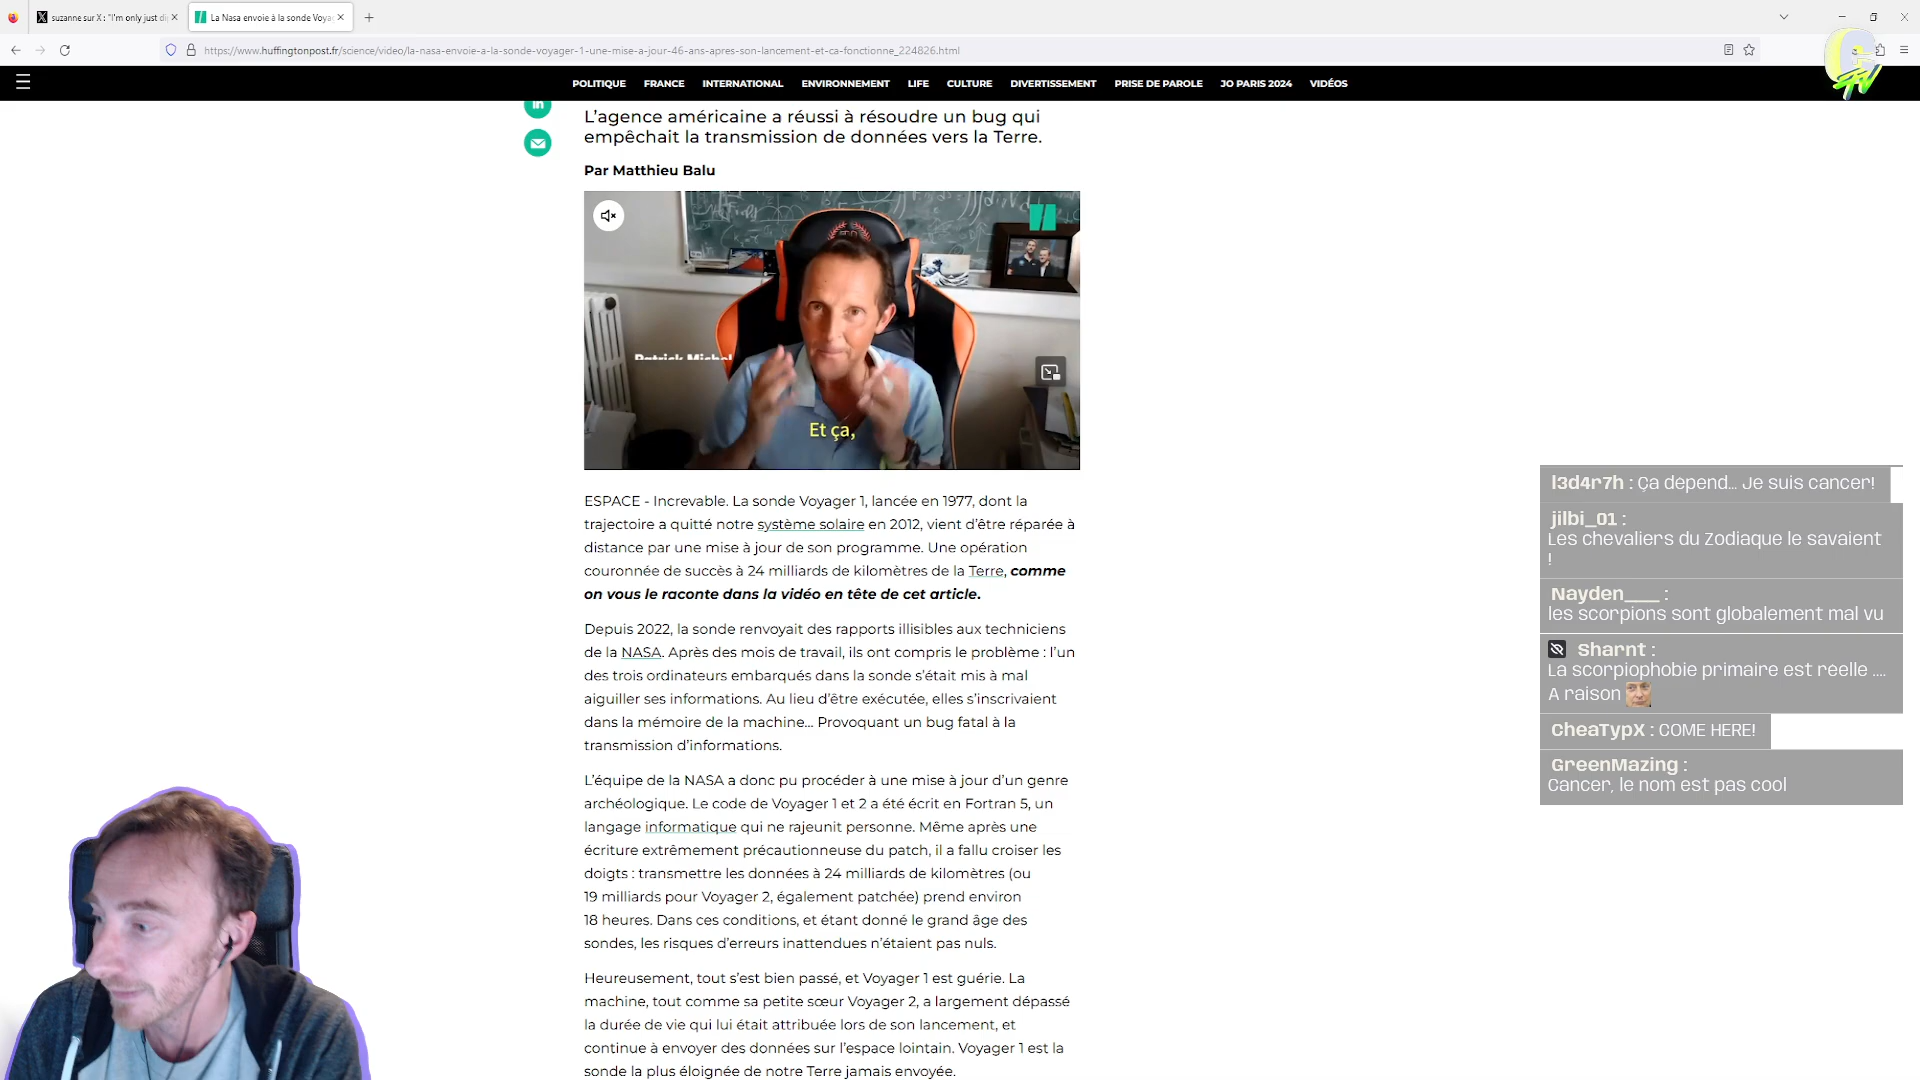 suzanne sur X : "I'm only just di
La Nasa envoie à la sonde Voya
https://www.huffingtonpost.fr/science/video/la-nasa-envoie-a-la-sonde-voyager-1-une-mise-a-jour-46-ans-apres-son-lancement-et-ca-fonctionne_224826.html
POLITIQUE FRANCE INTERNATIONAL ENVIRONNEMENT LIFE CULTURE DIVERTISSEMENT PRISE DE PAROLE JO PARIS 2024 VIDÉOS
in
L’agence américaine a réussi à résoudre un bug qui
empêchait la transmission de données vers la Terre.
Par Matthieu Balu
Patrick Michel
Et ça,
ESPACE - Increvable. La sonde Voyager 1, lancée en 1977, dont la
trajectoire a quitté notre système solaire en 2012, vient d’être réparée à
distance par une mise à jour de son programme. Une opération
couronnée de succès à 24 milliards de kilomètres de la Terre, comme
on vous le raconte dans la vidéo en tête de cet article.
Depuis 2022, la sonde renvoyait des rapports illisibles aux techniciens
de la NASA. Après des mois de travail, ils ont compris le problème : l’un
des trois ordinateurs embarqués dans la sonde s’était mis à mal
aiguiller ses informations. Au lieu d’être exécutée, elles s’inscrivaient
dans la mémoire de la machine… Provoquant un bug fatal à la
transmission d’informations.
L’équipe de la NASA a donc pu procéder à une mise à jour d’un genre
archéologique. Le code de Voyager 1 et 2 a été écrit en Fortran 5, un
langage informatique qui ne rajeunit personne. Même après une
écriture extrêmement précautionneuse du patch, il a fallu croiser les
doigts : transmettre les données à 24 milliards de kilomètres (ou
19 milliards pour Voyager 2, également patchée) prend environ
18 heures. Dans ces conditions, et étant donné le grand âge des
sondes, les risques d’erreurs inattendues n’étaient pas nuls.
Heureusement, tout s’est bien passé, et Voyager 1 est guérie. La
machine, tout comme sa petite sœur Voyager 2, a largement dépassé
la durée de vie qui lui était attribuée lors de son lancement, et
continue à envoyer des données sur l’espace lointain. Voyager 1 est la
sonde la plus éloignée de notre Terre jamais envoyée.
l3d4r7h : Ça dépend... Je suis cancer!
jilbi_01 :
Les chevaliers du Zodiaque le savaient
!
Nayden___ :
les scorpions sont globalement mal vu
Sharnt :
La scorpiophobie primaire est réelle ....
A raison
CheaTypX : COME HERE!
GreenMazing :
Cancer, le nom est pas cool